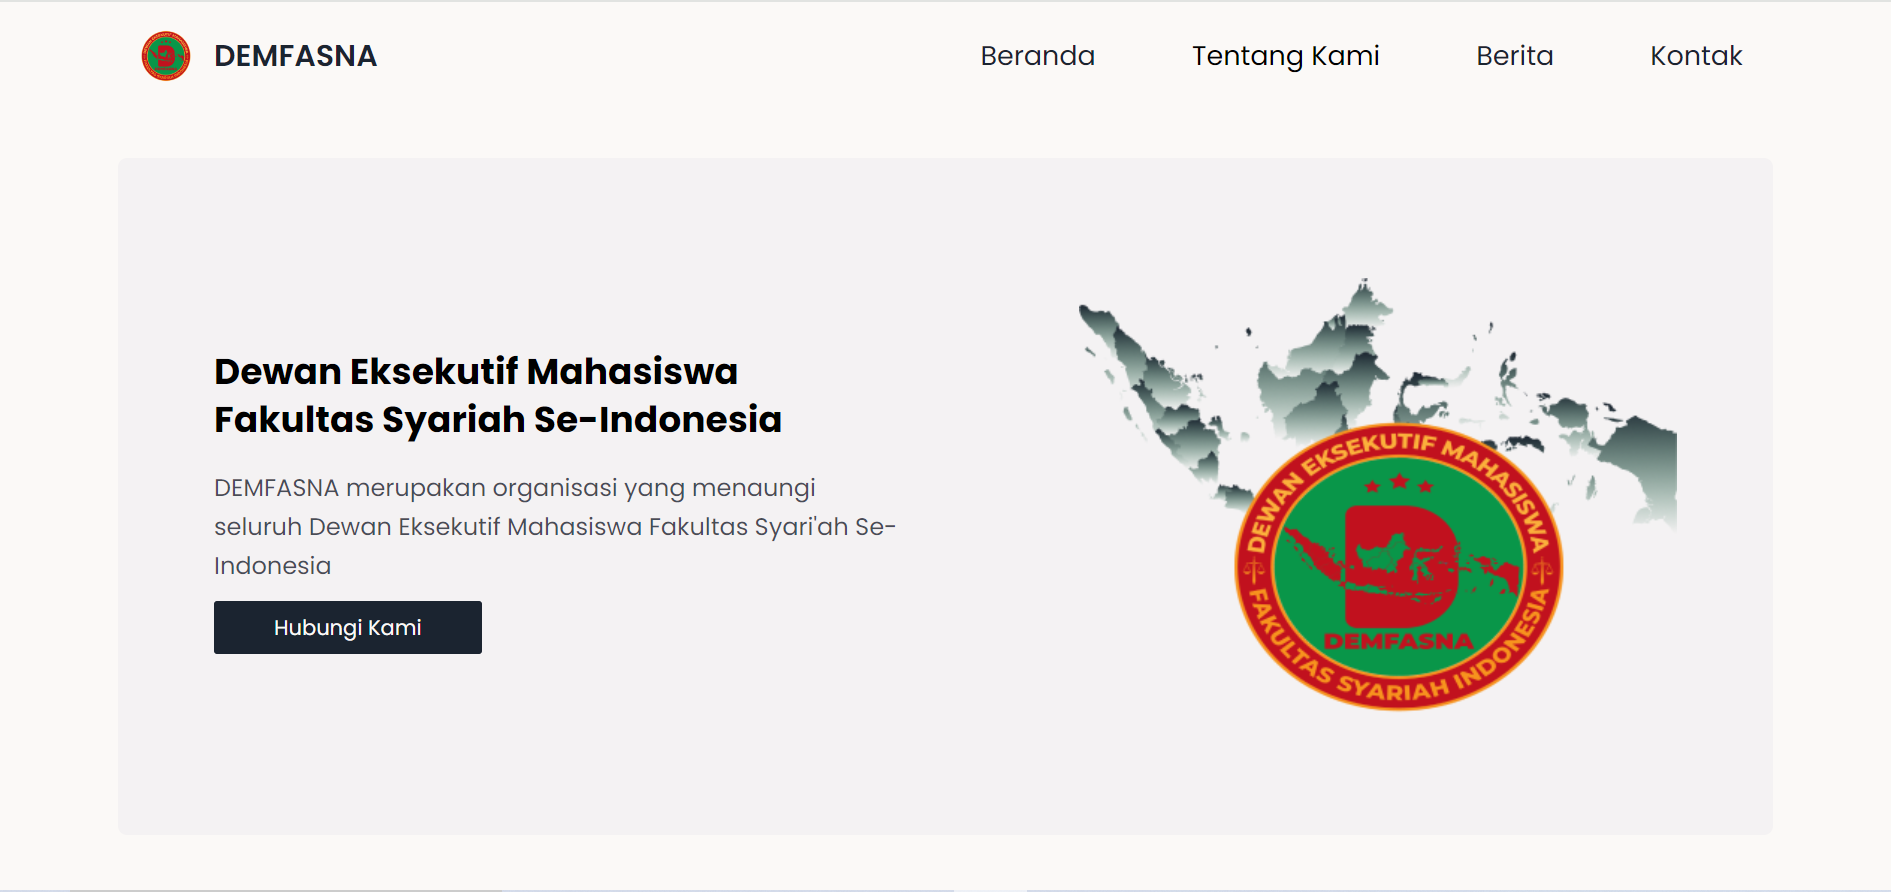 DEMFASNA
Beranda
Tentang Kami
Berita
Kontak
Dewan Eksekutif Mahasiswa
Fakultas Syariah Se-Indonesia
DEMFASNA merupakan organisasi yang menaungi
seluruh Dewan Eksekutif Mahasiswa Fakultas Syari'ah Se-
Indonesia
Hubungi Kami
DEWAN EKSEKUTIF MAHASISWA
DEMFASNA
FAKULTAS SYARIAH INDONESIA